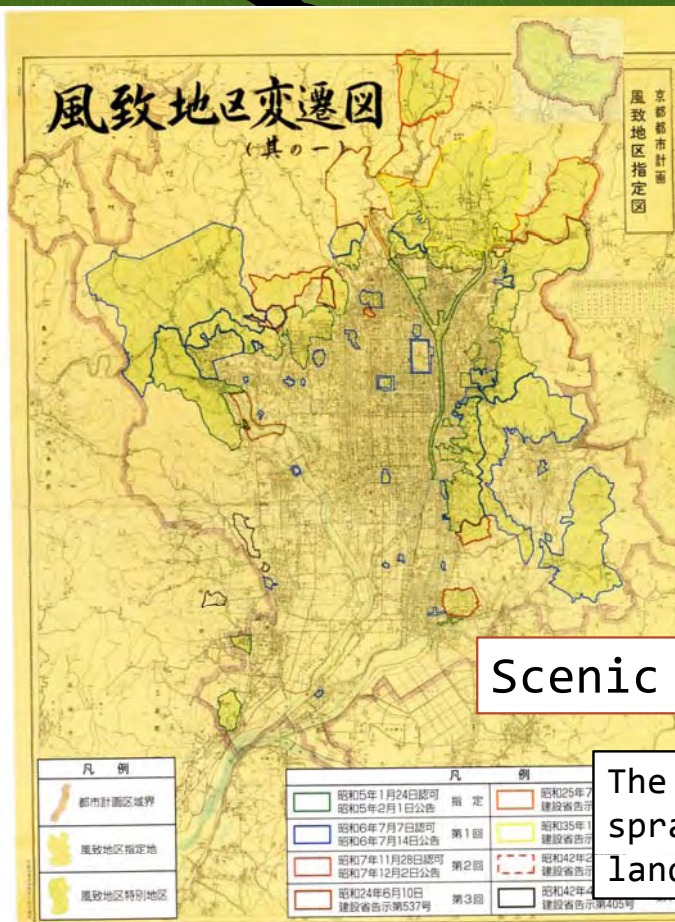 風致地区変遷図
(其の一)
京都都市計画
風致地区指定図
Scenic
The
spra
land
凡 例
都市計画区域界
風致地区指定地
風致地区特別地区
凡 例
昭和5年1月24日認可
昭和5年2月1日公告
指 定
昭和6年7月7日認可
昭和6年7月14日公告
第1回
昭和7年11月28日認可
昭和7年12月2日公告
第2回
昭和24年6月10日
建設省告示第537号
第3回
昭和25年7
建設省告示
昭和35年1
建設省告示
昭和42年2
建設省告示
昭和42年4
建設省告示第405号